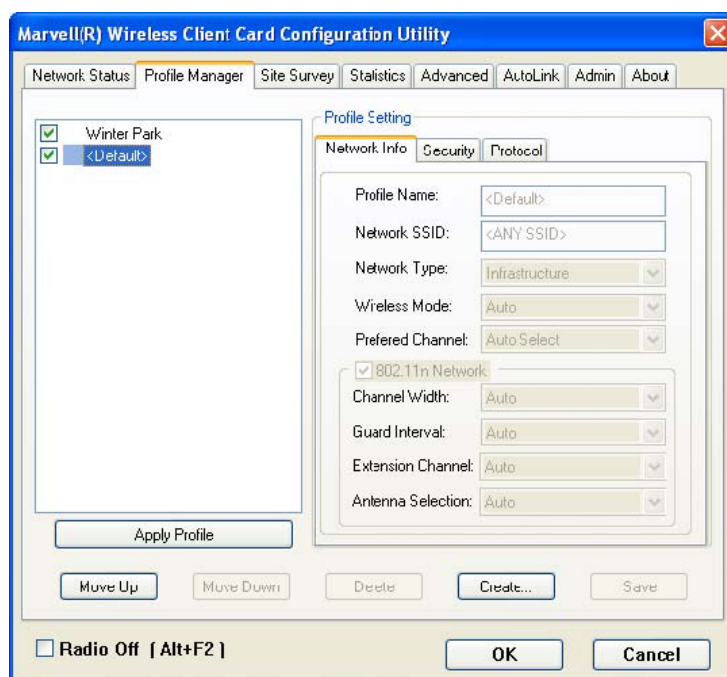 Marvell(R) Wireless Client Card Configuration Utility
Network Status Profile Manager Site Survey Statistics Advanced AutoLink Admin About
Winter Park
<Default>
Apply Profile
Profile Setting
Network Info Security Protocol
Profile Name: <Default>
Network SSID: <ANY SSID>
Network Type: Infrastructure
Wireless Mode: Auto
Prefered Channel: Auto Select
802.11n Network
Channel Width: Auto
Guard Interval: Auto
Extension Channel: Auto
Antenna Selection: Auto
Move Up Move Down Delete Create... Save
Radio Off ( Alt+F2 )
OK Cancel